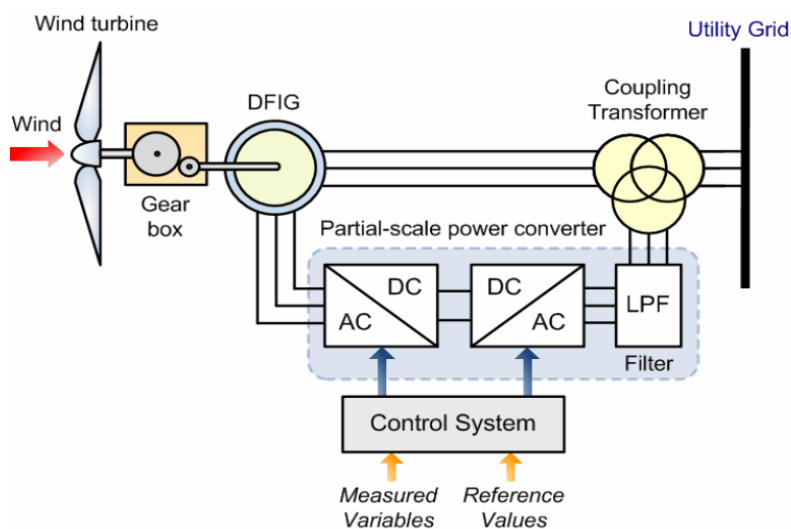 Wind turbine
Utility Grid
DFIG
Coupling
Transformer
Wind
Gear
box
Partial-scale power converter
DC
AC
DC
AC
LPF
Filter
Control System
Measured
Variables
Reference
Values